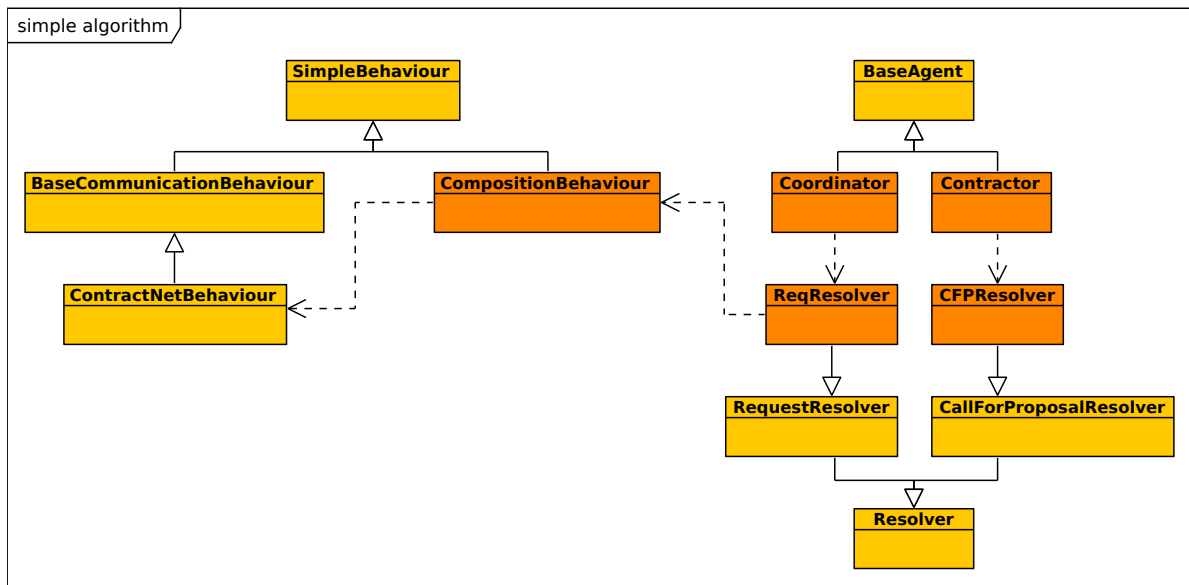 simple algorithm
SimpleBehaviour
BaseAgent
BaseCommunicationBehaviour
CompositionBehaviour
Coordinator
Contractor
ContractNetBehaviour
ReqResolver
CFPResolver
RequestResolver
CallForProposalResolver
Resolver